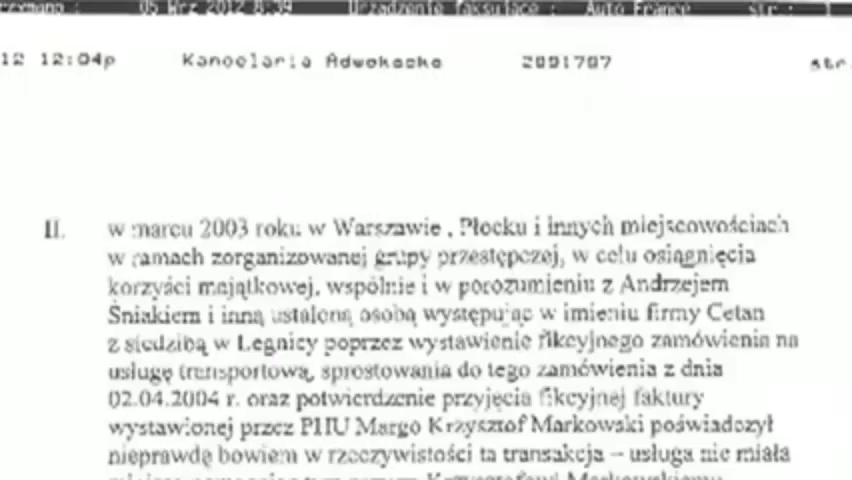 05 Wrz 2012 8:39 Urządzenie faksujące : Auto France str.:
12 12:04p Kancelaria Adwokacka 2091707 str.
II. w marcu 2003 roku w Warszawie , Płocku i innych miejscowościach
w ramach zorganizowanej grupy przestępczej, w celu osiągnięcia
korzyści majątkowej, wspólnie i w porozumieniu z Andrzejem
Śniakiem i inną ustaloną osobą występując w imieniu firmy Cetan
z siedzibą w Legnicy poprzez wystawienie fikcyjnego zamówienia na
usługę transportową, sprostowania do tego zamówienia z dnia
02.04.2004 r. oraz potwierdzenie przyjęcia fikcyjnej faktury
wystawionej przez PHU Margo Krzysztof Markowski poświadczył
nieprawdę bowiem w rzeczywistości ta transakcja – usługa nie miała